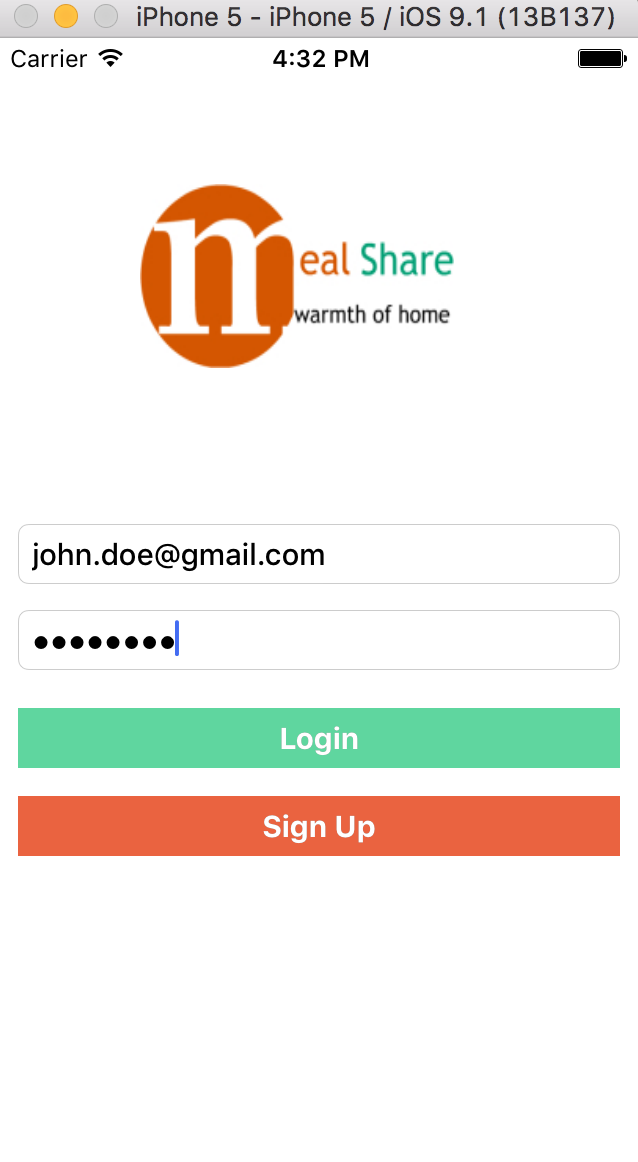 iPhone 5 - iPhone 5 / iOS 9.1 (13B137)
Carrier 4:32 PM
meal Share
warmth of home
john.doe@gmail.com
••••••••
Login
Sign Up